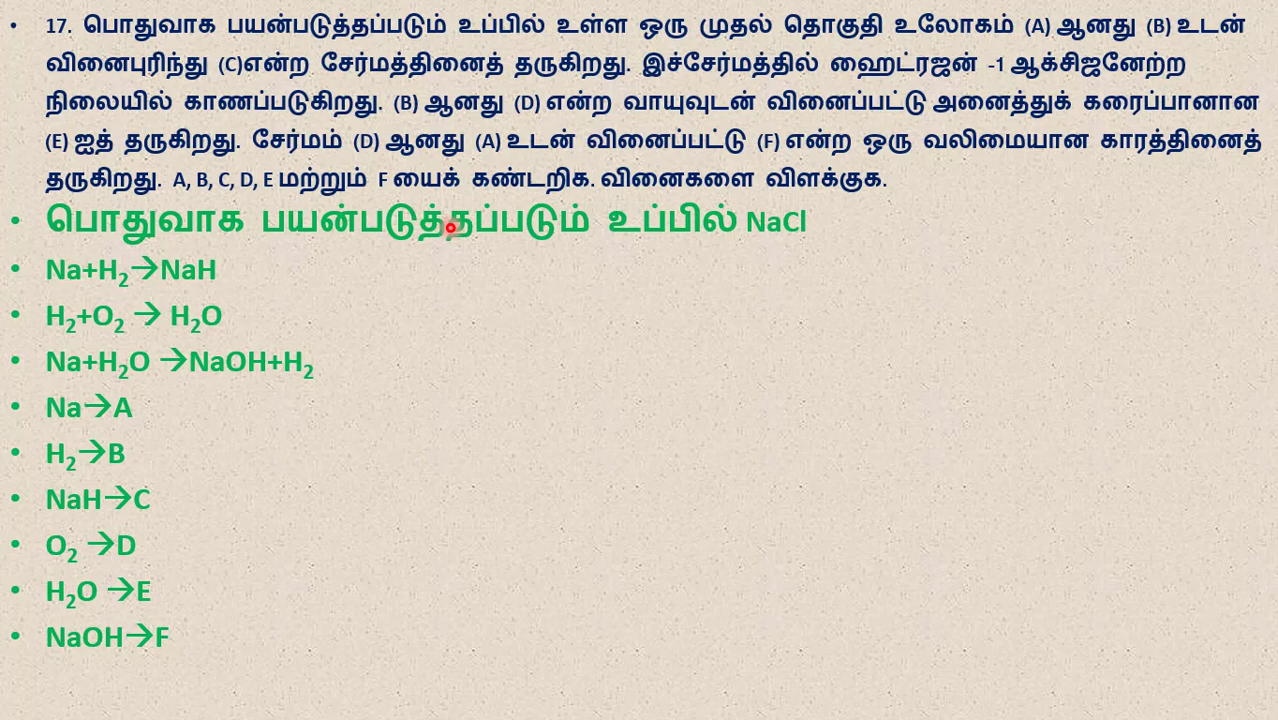 • 17. பொதுவாக பயன்படுத்தப்படும் உப்பில் உள்ள ஒரு முதல் தொகுதி உலோகம் (A) ஆனது (B) உடன்
வினைபுரிந்து (C)என்ற சேர்மத்தினைத் தருகிறது. இச்சேர்மத்தில் ஹைட்ரஜன் -1 ஆக்சிஜனேற்ற
நிலையில் காணப்படுகிறது. (B) ஆனது (D) என்ற வாயுவுடன் வினைப்பட்டு அனைத்துக் கரைப்பானான
(E) ஐத் தருகிறது. சேர்மம் (D) ஆனது (A) உடன் வினைப்பட்டு (F) என்ற ஒரு வலிமையான காரத்தினைத்
தருகிறது. A, B, C, D, E மற்றும் F யைக் கண்டறிக. வினைகளை விளக்குக.
• பொதுவாக பயன்படுத்தப்படும் உப்பில் NaCl
• Na+H₂→NaH
• H₂+O₂ → H₂O
• Na+H₂O →NaOH+H₂
• Na→A
• H₂→B
• NaH→C
• O₂ →D
• H₂O →E
• NaOH→F